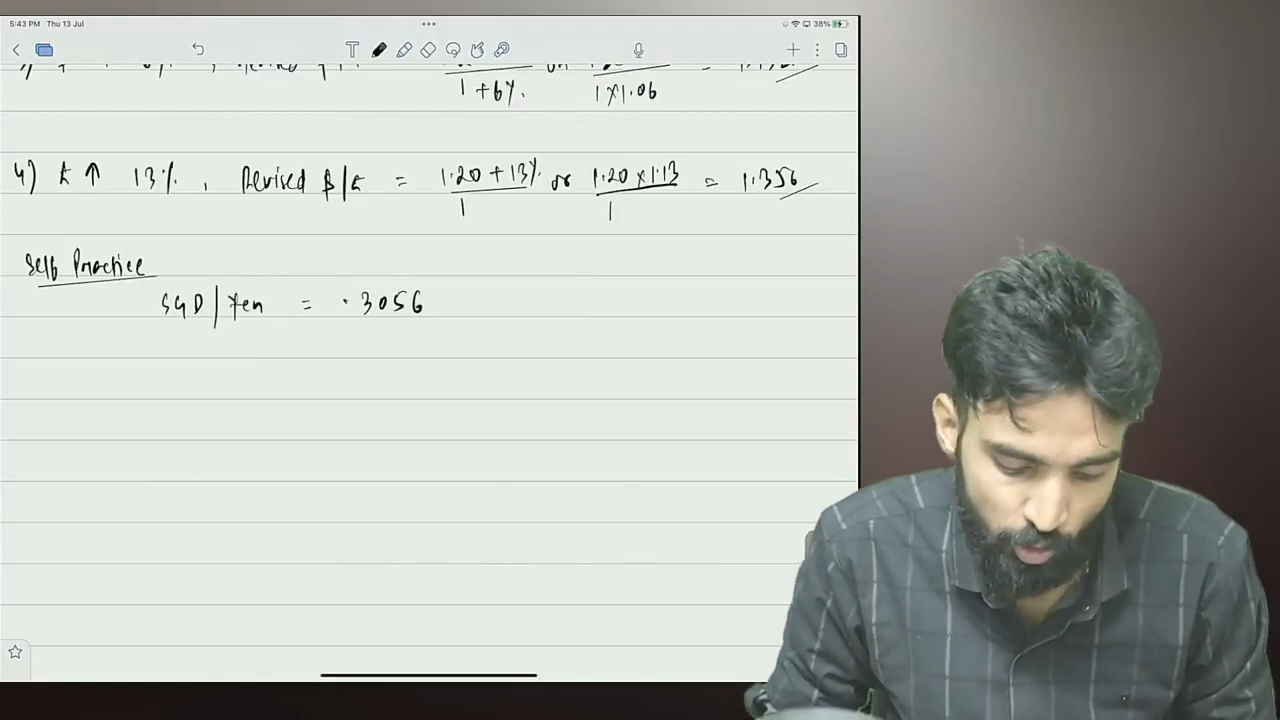 5:43 PM Thu 13 Jul
38%
1+6%. 1×1.06
4) £ ↑ 13%. , Revised $/£ = 1.20+13% or 1.20×1.13 = 1.356
1 1
Self Practice
SGD/Yen = .3056